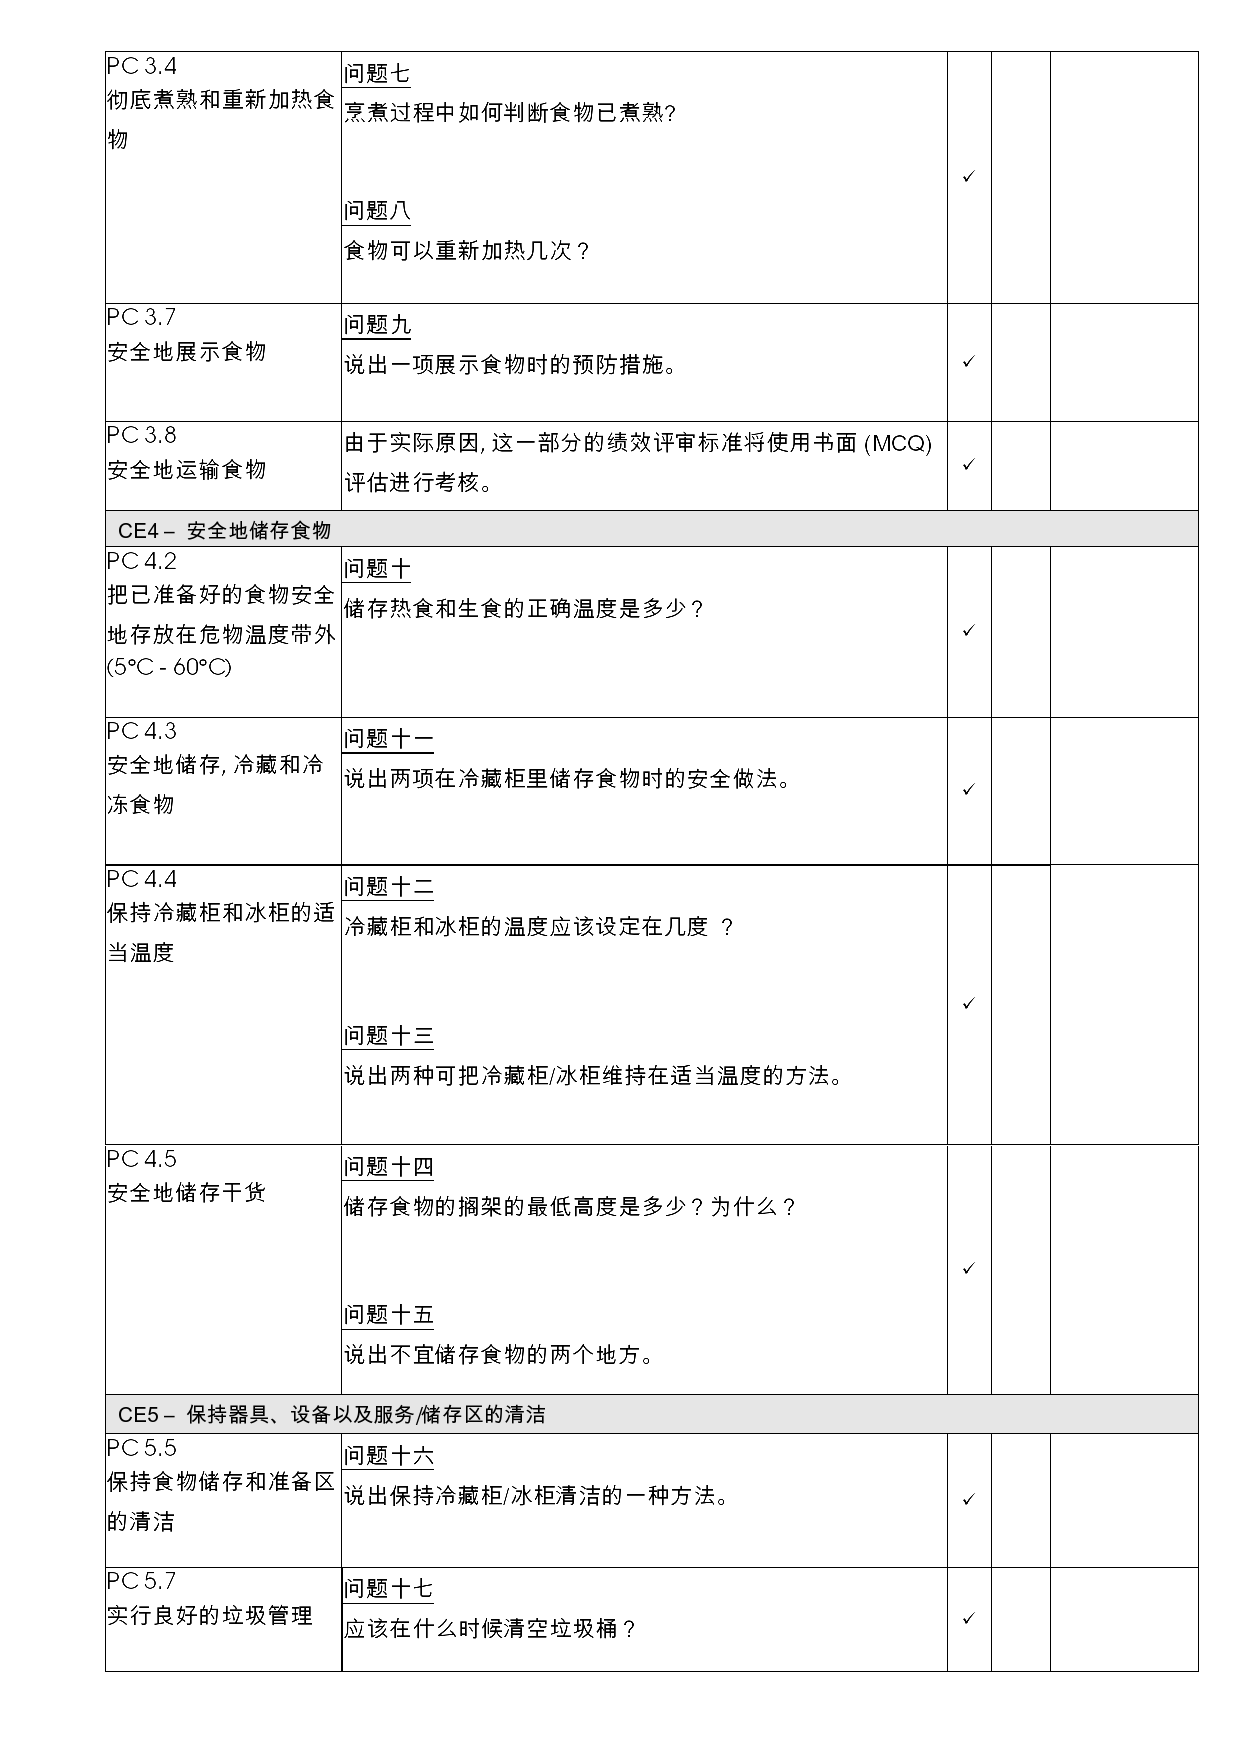 PC 3.4
彻底煮熟和重新加热食
物
问题七
烹煮过程中如何判断食物已煮熟?
问题八
食物可以重新加热几次？
✓
PC 3.7
安全地展示食物
问题九
说出一项展示食物时的预防措施。
✓
PC 3.8
安全地运输食物
由于实际原因, 这一部分的绩效评审标准将使用书面 (MCQ)
评估进行考核。
✓
CE4 – 安全地储存食物
PC 4.2
把已准备好的食物安全
地存放在危物温度带外
(5°C - 60°C)
问题十
储存热食和生食的正确温度是多少？
✓
PC 4.3
安全地储存, 冷藏和冷
冻食物
问题十一
说出两项在冷藏柜里储存食物时的安全做法。
✓
PC 4.4
保持冷藏柜和冰柜的适
当温度
问题十二
冷藏柜和冰柜的温度应该设定在几度 ？
问题十三
说出两种可把冷藏柜/冰柜维持在适当温度的方法。
✓
PC 4.5
安全地储存干货
问题十四
储存食物的搁架的最低高度是多少？为什么？
问题十五
说出不宜储存食物的两个地方。
✓
CE5 – 保持器具、设备以及服务/储存区的清洁
PC 5.5
保持食物储存和准备区
的清洁
问题十六
说出保持冷藏柜/冰柜清洁的一种方法。
✓
PC 5.7
实行良好的垃圾管理
问题十七
应该在什么时候清空垃圾桶？
✓